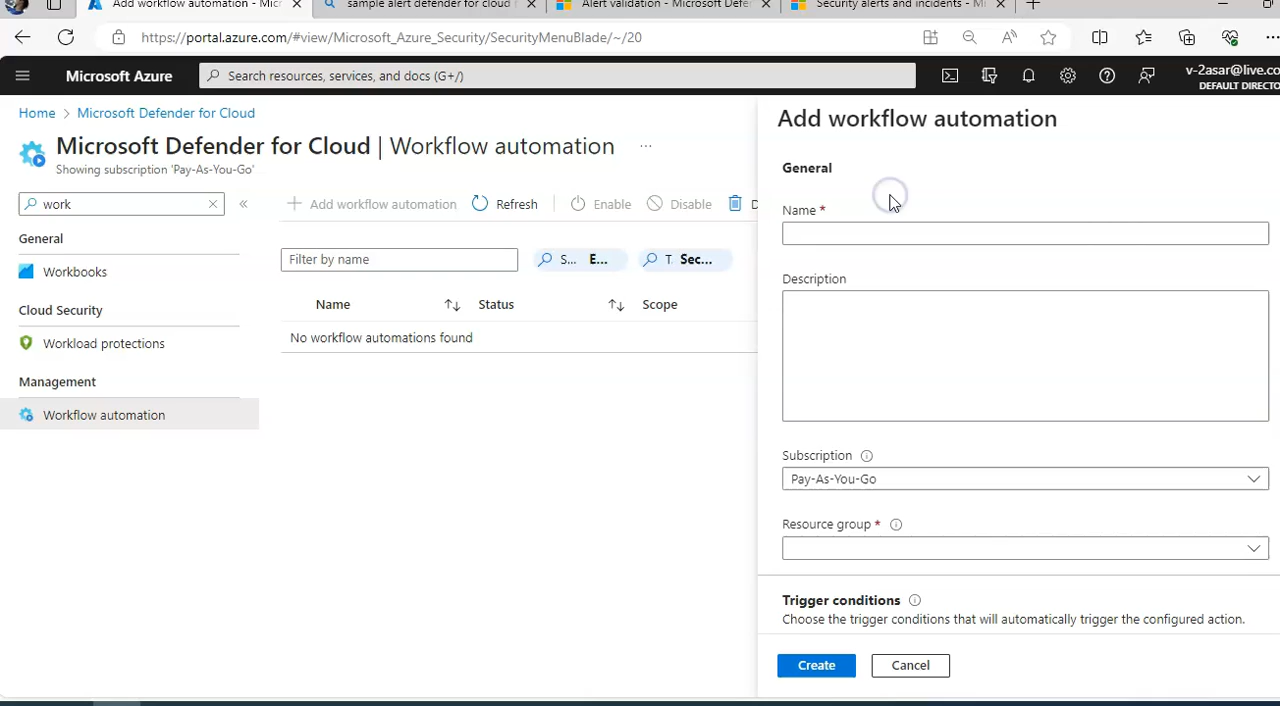 Add workflow automation - Mic
sample alert defender for cloud
Alert validation - Microsoft Defe
Security alerts and incidents - Mi
https://portal.azure.com/#view/Microsoft_Azure_Security/SecurityMenuBlade/~/20
Microsoft Azure
Search resources, services, and docs (G+/)
v-2asar@live.co
DEFAULT DIRECTO
Home > Microsoft Defender for Cloud
Microsoft Defender for Cloud | Workflow automation ...
Showing subscription 'Pay-As-You-Go'
work
«
Add workflow automation
Refresh
Enable
Disable
D
General
Workbooks
Cloud Security
Workload protections
Management
Workflow automation
Filter by name
S... E...
T Sec...
Name
Status
Scope
No workflow automations found
Add workflow automation
General
Name *
Description
Subscription
Pay-As-You-Go
Resource group *
Trigger conditions
Choose the trigger conditions that will automatically trigger the configured action.
Create
Cancel